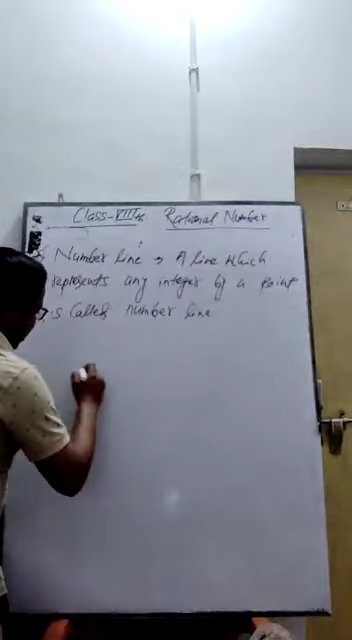 Class-VIIIth Rational Number
Number line → A line which
represents any integer by a point
is Called number line